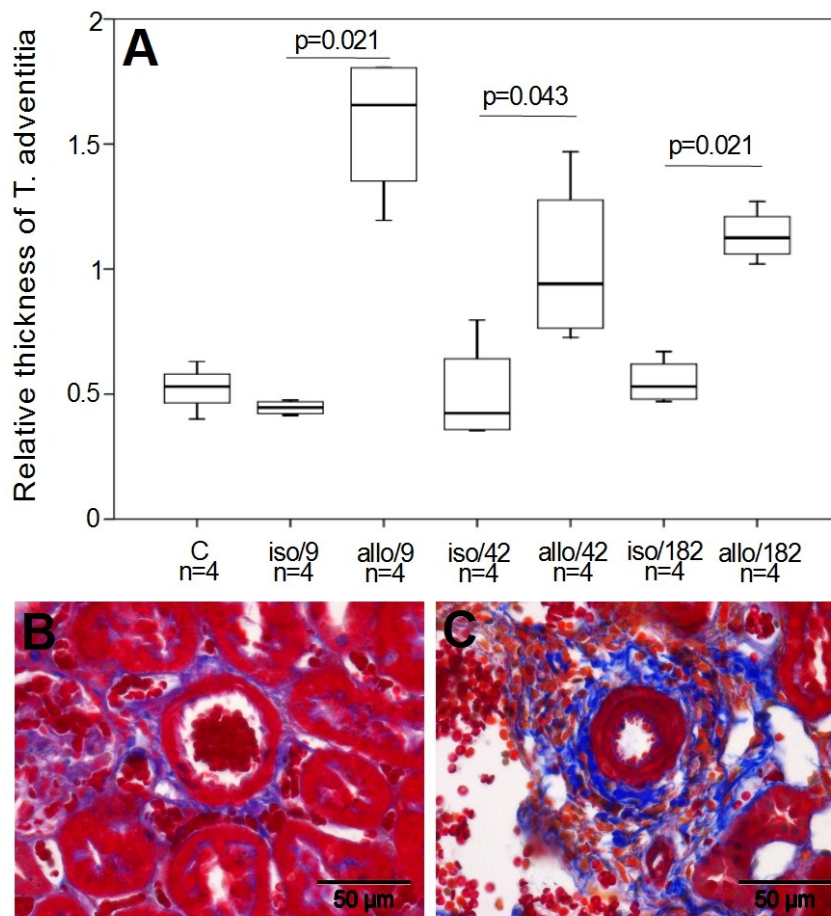 A
Relative thickness of T. adventitia
2
1.5
1
0.5
0
p=0.021
p=0.043
p=0.021
C iso/9 allo/9 iso/42 allo/42 iso/182 allo/182
n=4 n=4 n=4 n=4 n=4 n=4 n=4
B
50 µm
C
50 µm